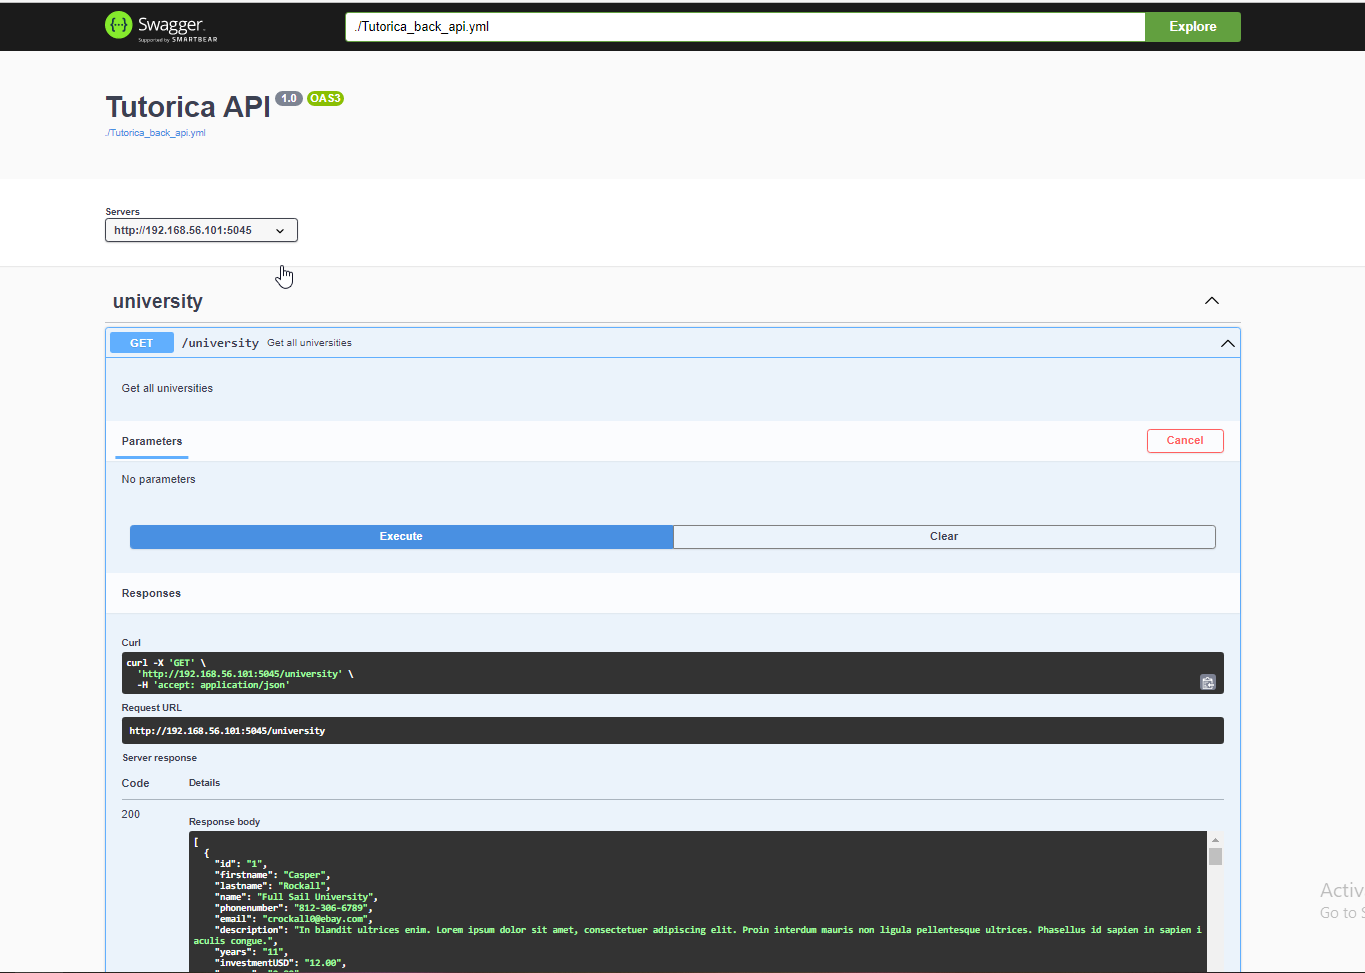 Swagger.
Supported by SMARTBEAR
./Tutorica_back_api.yml
Explore
Tutorica API 1.0 OAS3
./Tutorica_back_api.yml
Servers
http://192.168.56.101:5045
university
GET /university Get all universities
Get all universities
Parameters
Cancel
No parameters
Execute
Clear
Responses
Curl
curl -X 'GET' \
'http://192.168.56.101:5045/university' \
-H 'accept: application/json'
Request URL
http://192.168.56.101:5045/university
Server response
Code Details
200
Response body
[
{
"id": "1",
"firstname": "Casper",
"lastname": "Rockall",
"name": "Full Sail University",
"phonenumber": "812-306-6789",
"email": "crockall0@ebay.com",
"description": "In blandit ultrices enim. Lorem ipsum dolor sit amet, consectetuer adipiscing elit. Proin interdum mauris non ligula pellentesque ultrices. Phasellus id sapien in sapien i
aculis congue.",
"years": "11",
"investmentUSD": "12.00",
Activ
Go to S